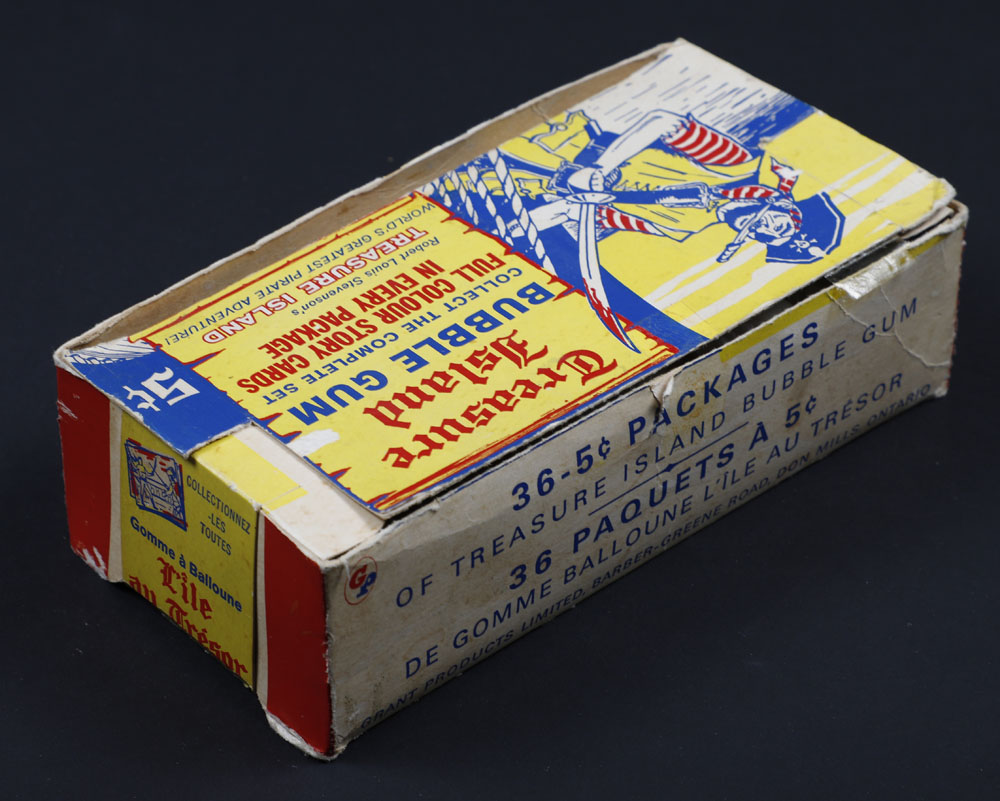 Treasure
Island
BUBBLE GUM
COLLECT THE COMPLETE SET
FULL COLOUR STORY CARDS
IN EVERY PACKAGE
Robert Louis Stevenson's
TREASURE ISLAND
WORLD'S GREATEST PIRATE ADVENTURE!
5¢
COLLECTIONNEZ
-LES
TOUTES
Gomme à Balloune
L'île
au Trésor
GP
36-5¢ PACKAGES
OF TREASURE ISLAND BUBBLE GUM
36 PAQUETS À 5¢
DE GOMME BALLOUNE L'ÎLE AU TRÉSOR
GRANT PRODUCTS LIMITED, BARBER-GREENE ROAD, DON MILLS ONTARIO